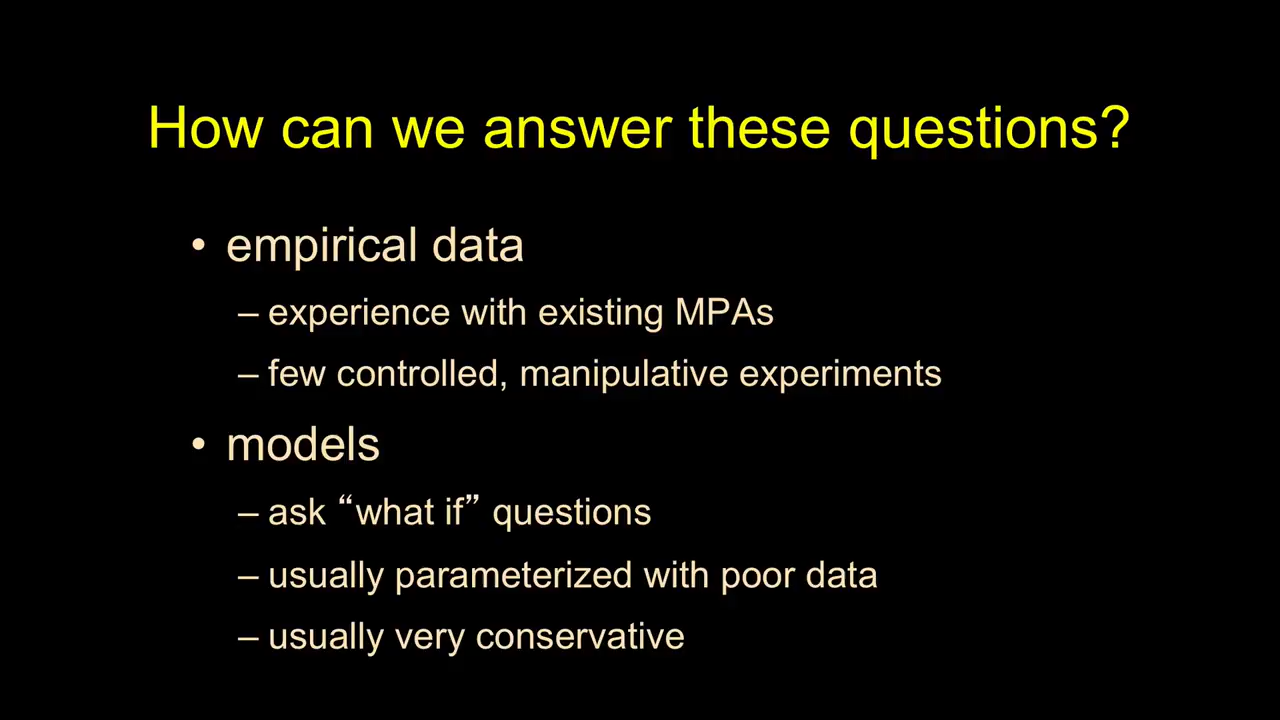 How can we answer these questions?
• empirical data
– experience with existing MPAs
– few controlled, manipulative experiments
• models
– ask “what if” questions
– usually parameterized with poor data
– usually very conservative